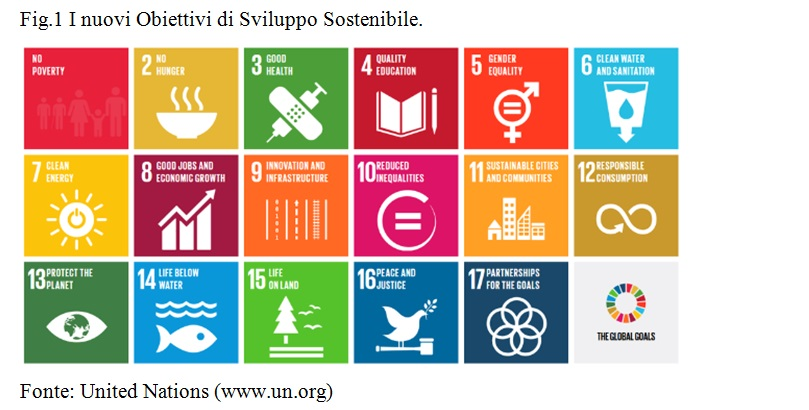 Fig.1 I nuovi Obiettivi di Sviluppo Sostenibile.
NO
POVERTY
2 NO
HUNGER
3 GOOD
HEALTH
4 QUALITY
EDUCATION
5 GENDER
EQUALITY
6 CLEAN WATER
AND SANITATION
7 CLEAN
ENERGY
8 GOOD JOBS AND
ECONOMIC GROWTH
9 INNOVATION AND
INFRASTRUCTURE
10 REDUCED
INEQUALITIES
11 SUSTAINABLE CITIES
AND COMMUNITIES
12 RESPONSIBLE
CONSUMPTION
13 PROTECT THE
PLANET
14 LIFE BELOW
WATER
15 LIFE
ON LAND
16 PEACE AND
JUSTICE
17 PARTNERSHIPS
FOR THE GOALS
THE GLOBAL GOALS
Fonte: United Nations (www.un.org)